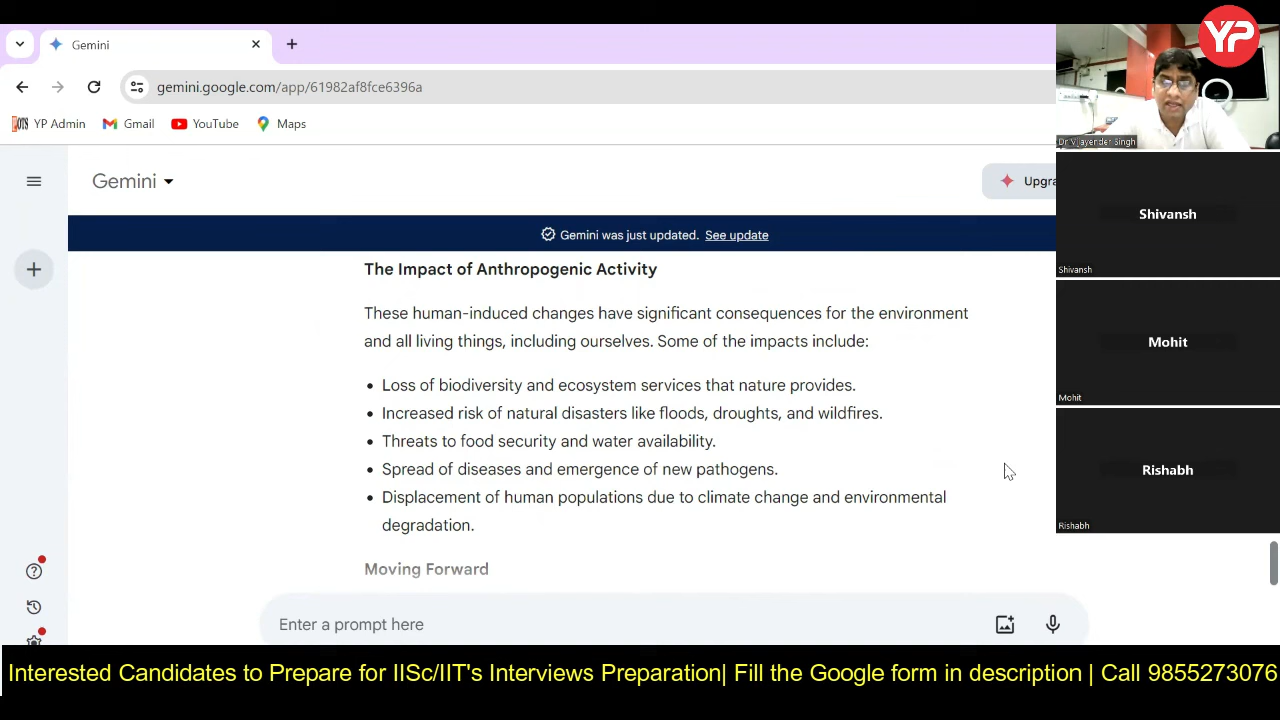 Gemini
gemini.google.com/app/61982af8fce6396a
YP Admin
Gmail
YouTube
Maps
Gemini
Upgra
Gemini was just updated. See update
The Impact of Anthropogenic Activity
These human-induced changes have significant consequences for the environment
and all living things, including ourselves. Some of the impacts include:
• Loss of biodiversity and ecosystem services that nature provides.
• Increased risk of natural disasters like floods, droughts, and wildfires.
• Threats to food security and water availability.
• Spread of diseases and emergence of new pathogens.
• Displacement of human populations due to climate change and environmental
degradation.
Moving Forward
Enter a prompt here
YP
Dr Vijayender Singh
Shivansh
Shivansh
Mohit
Mohit
Rishabh
Rishabh
Interested Candidates to Prepare for IISc/IIT's Interviews Preparation| Fill the Google form in description | Call 9855273076